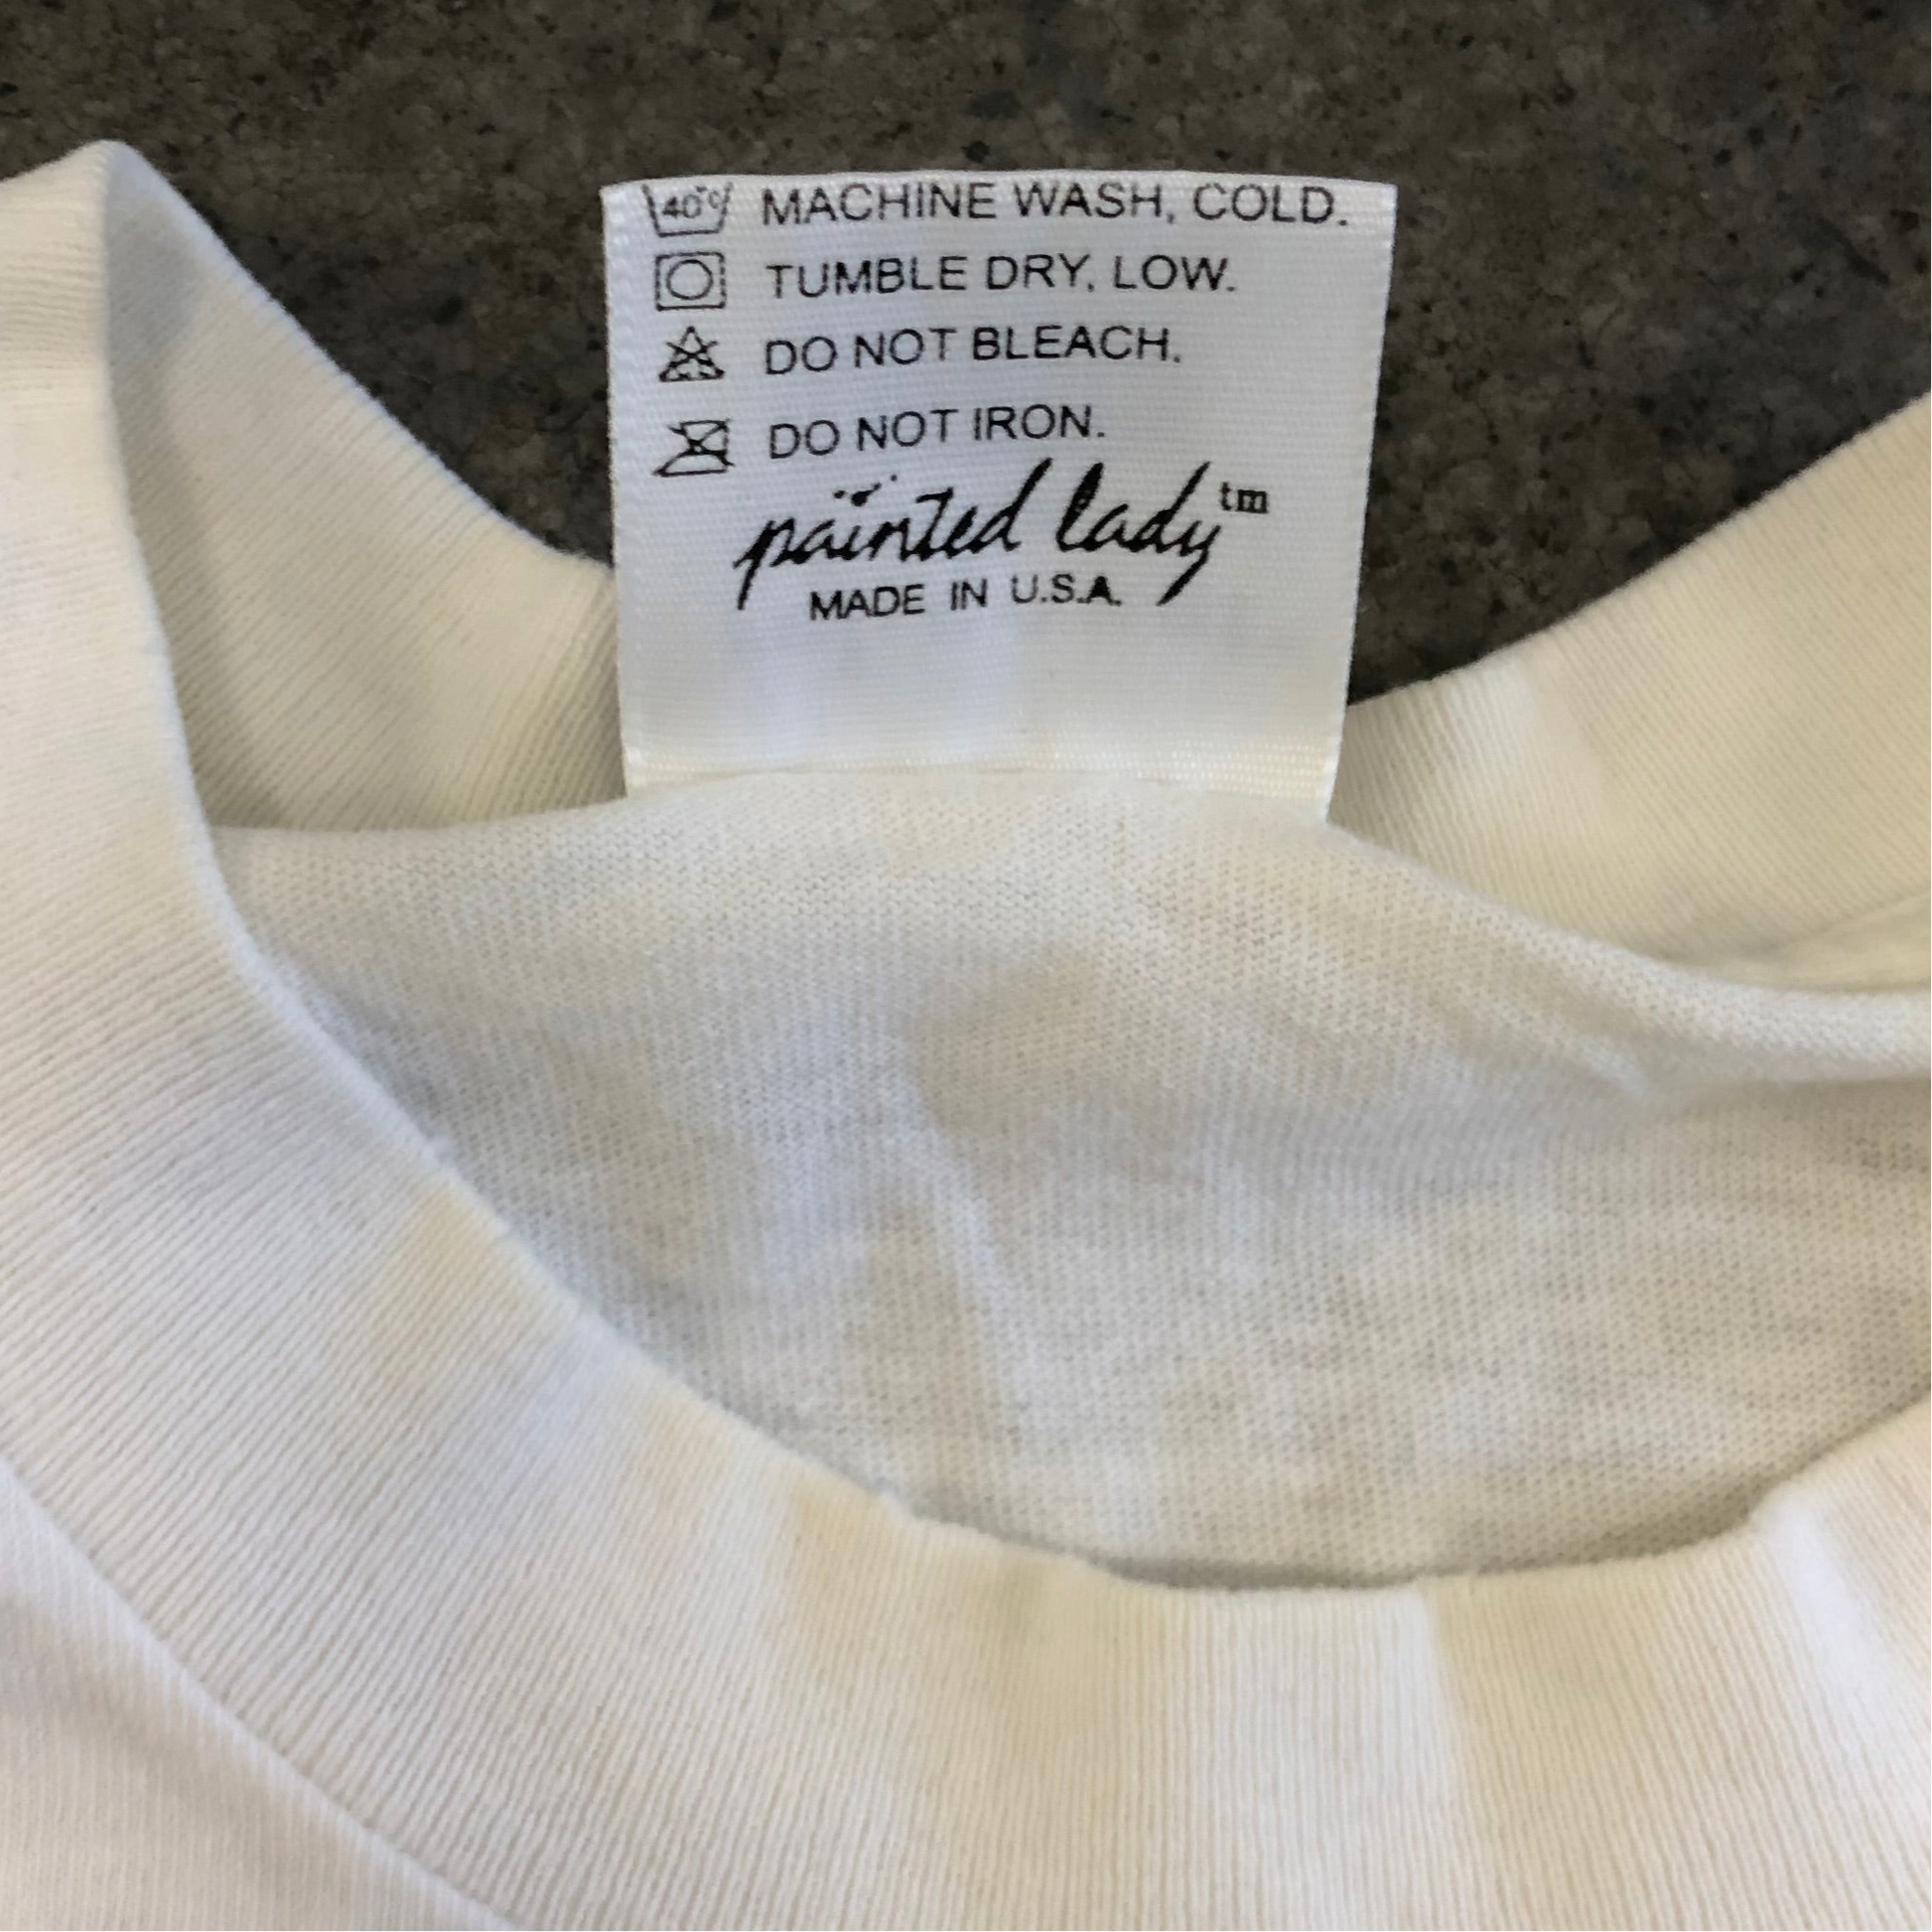 40°C MACHINE WASH, COLD.
TUMBLE DRY, LOW.
DO NOT BLEACH.
DO NOT IRON.
painted lady tm
MADE IN U.S.A.